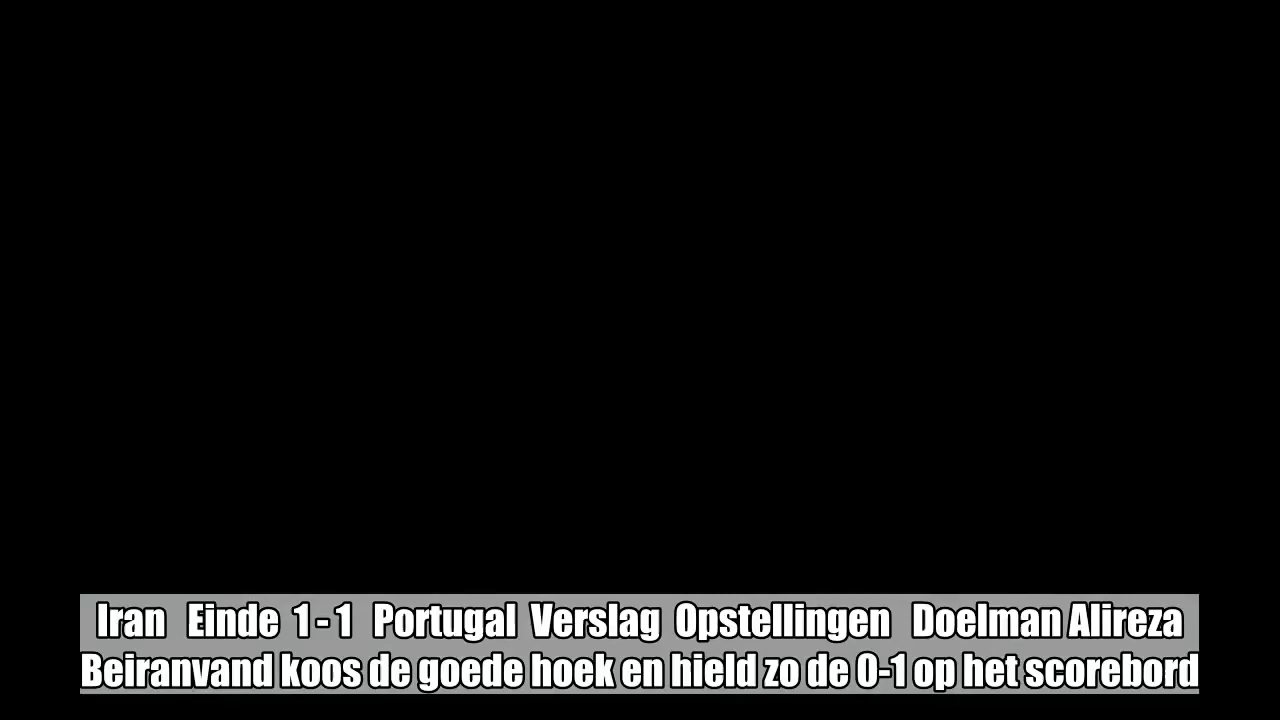 Iran Einde 1 - 1 Portugal Verslag Opstellingen Doelman Alireza
Beiranvand koos de goede hoek en hield zo de 0-1 op het scorebord